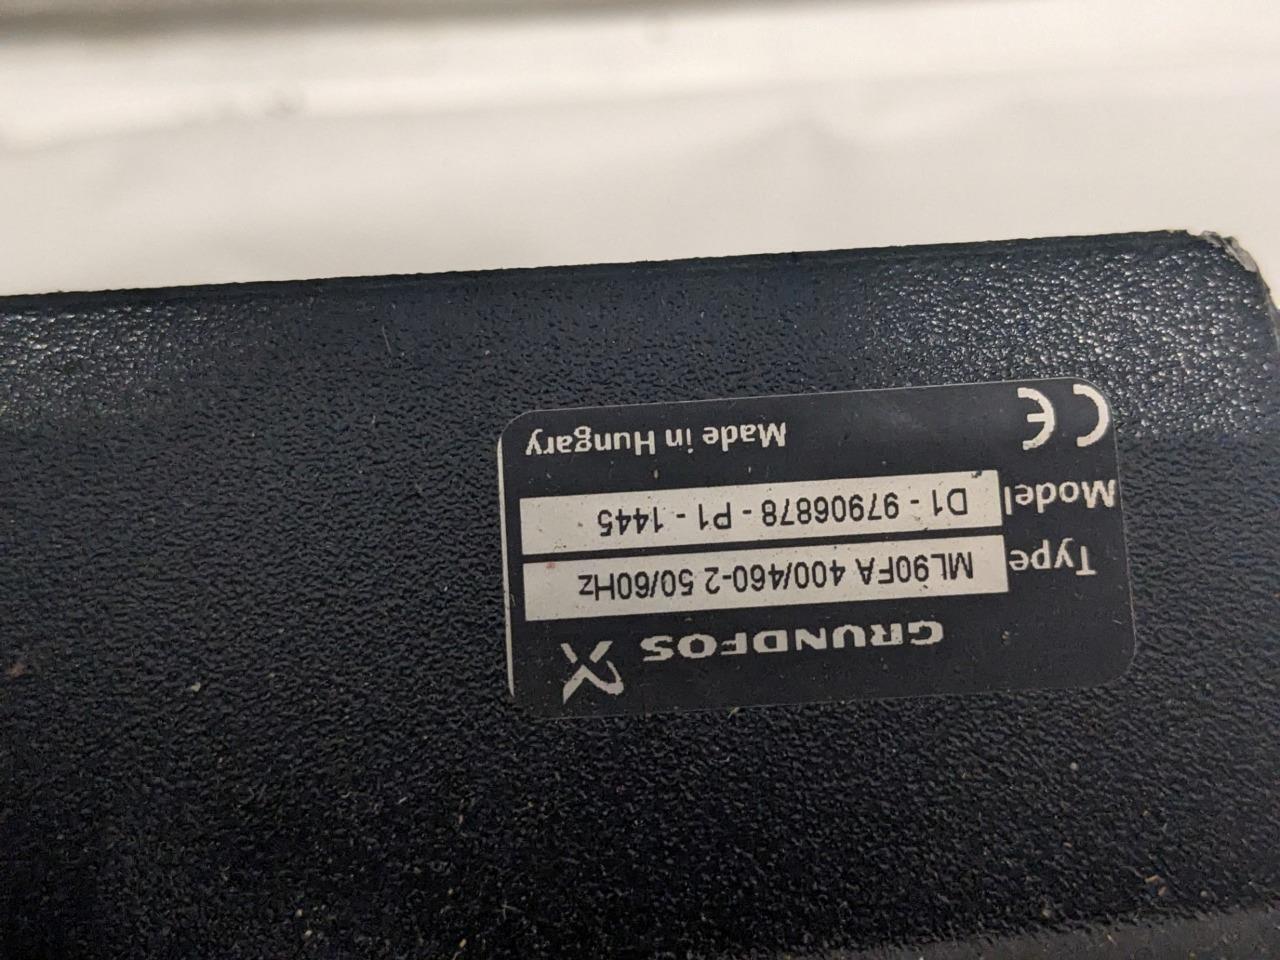 GRUNDFOS
Type ML90FA 400/460-2 50/60Hz
Model D1 - 97906878 - P1 - 1445
CE Made in Hungary